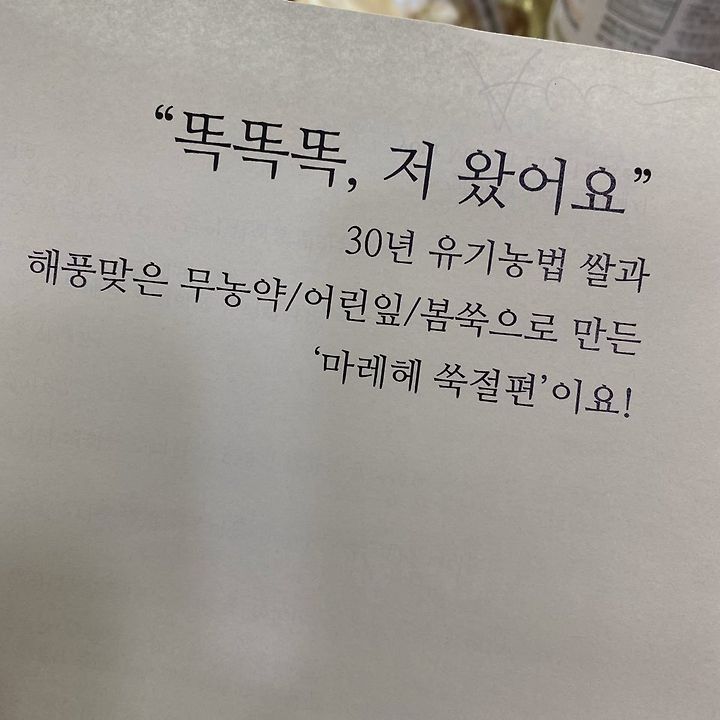 “똑똑똑, 저 왔어요”
30년 유기농법 쌀과
해풍맞은 무농약/어린잎/봄쑥으로 만든
‘마레헤 쑥절편’이요!